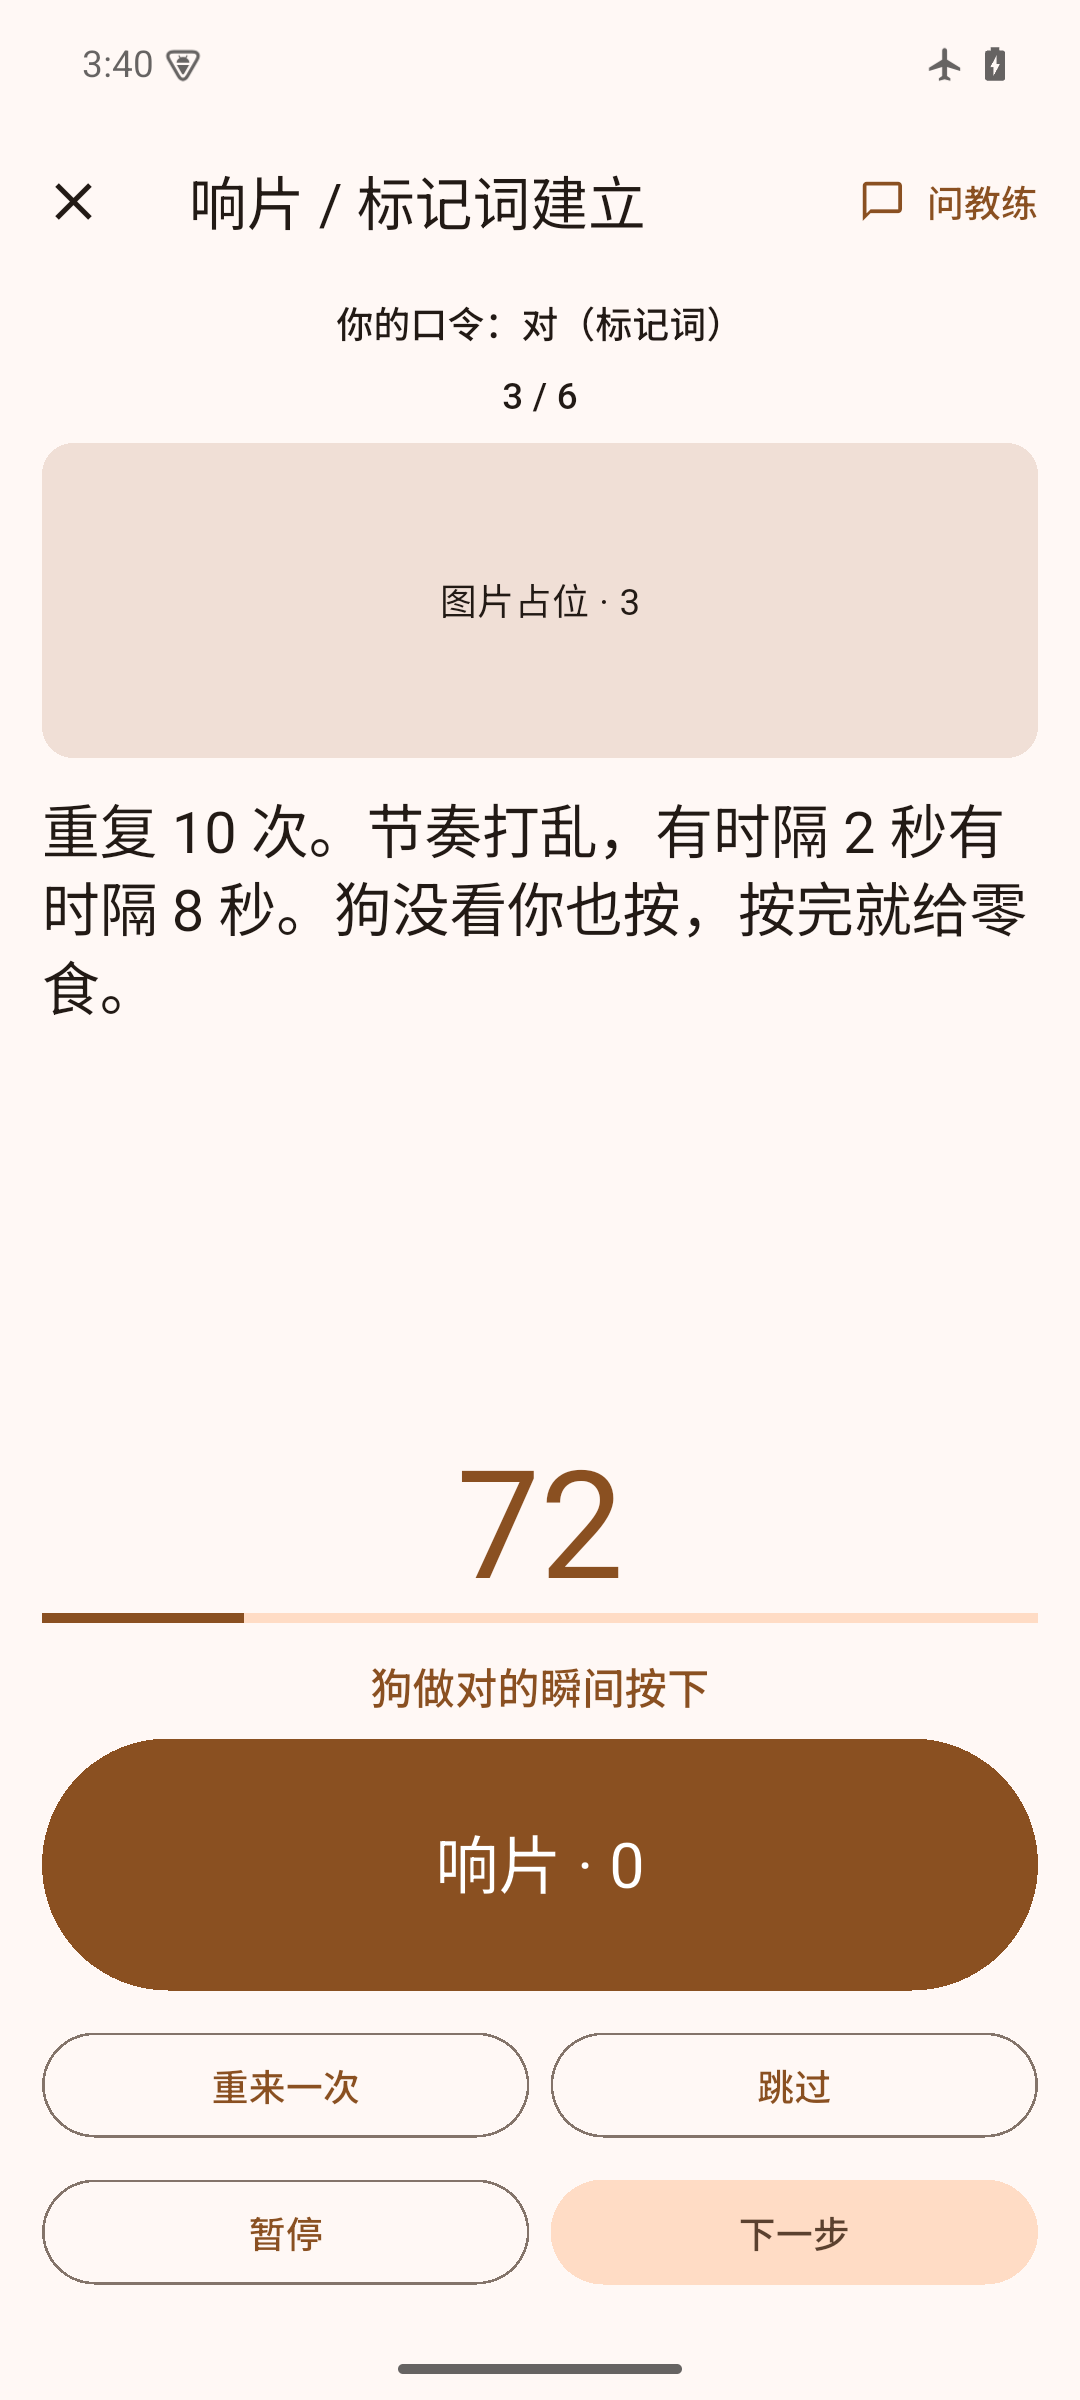 3:40
响片 / 标记词建立
问教练
你的口令：对（标记词）
3 / 6
图片占位 · 3
重复 10 次。节奏打乱，有时隔 2 秒有
时隔 8 秒。狗没看你也按，按完就给零
食。
72
狗做对的瞬间按下
响片 · 0
重来一次
跳过
暂停
下一步